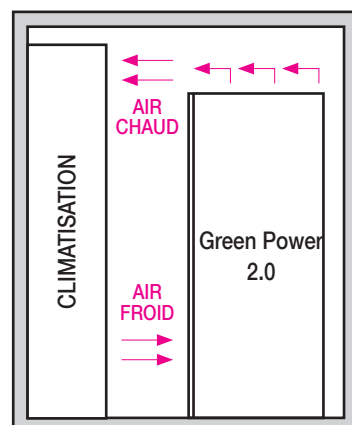 AIR
CHAUD
CLIMATISATION
Green Power
2.0
AIR
FROID